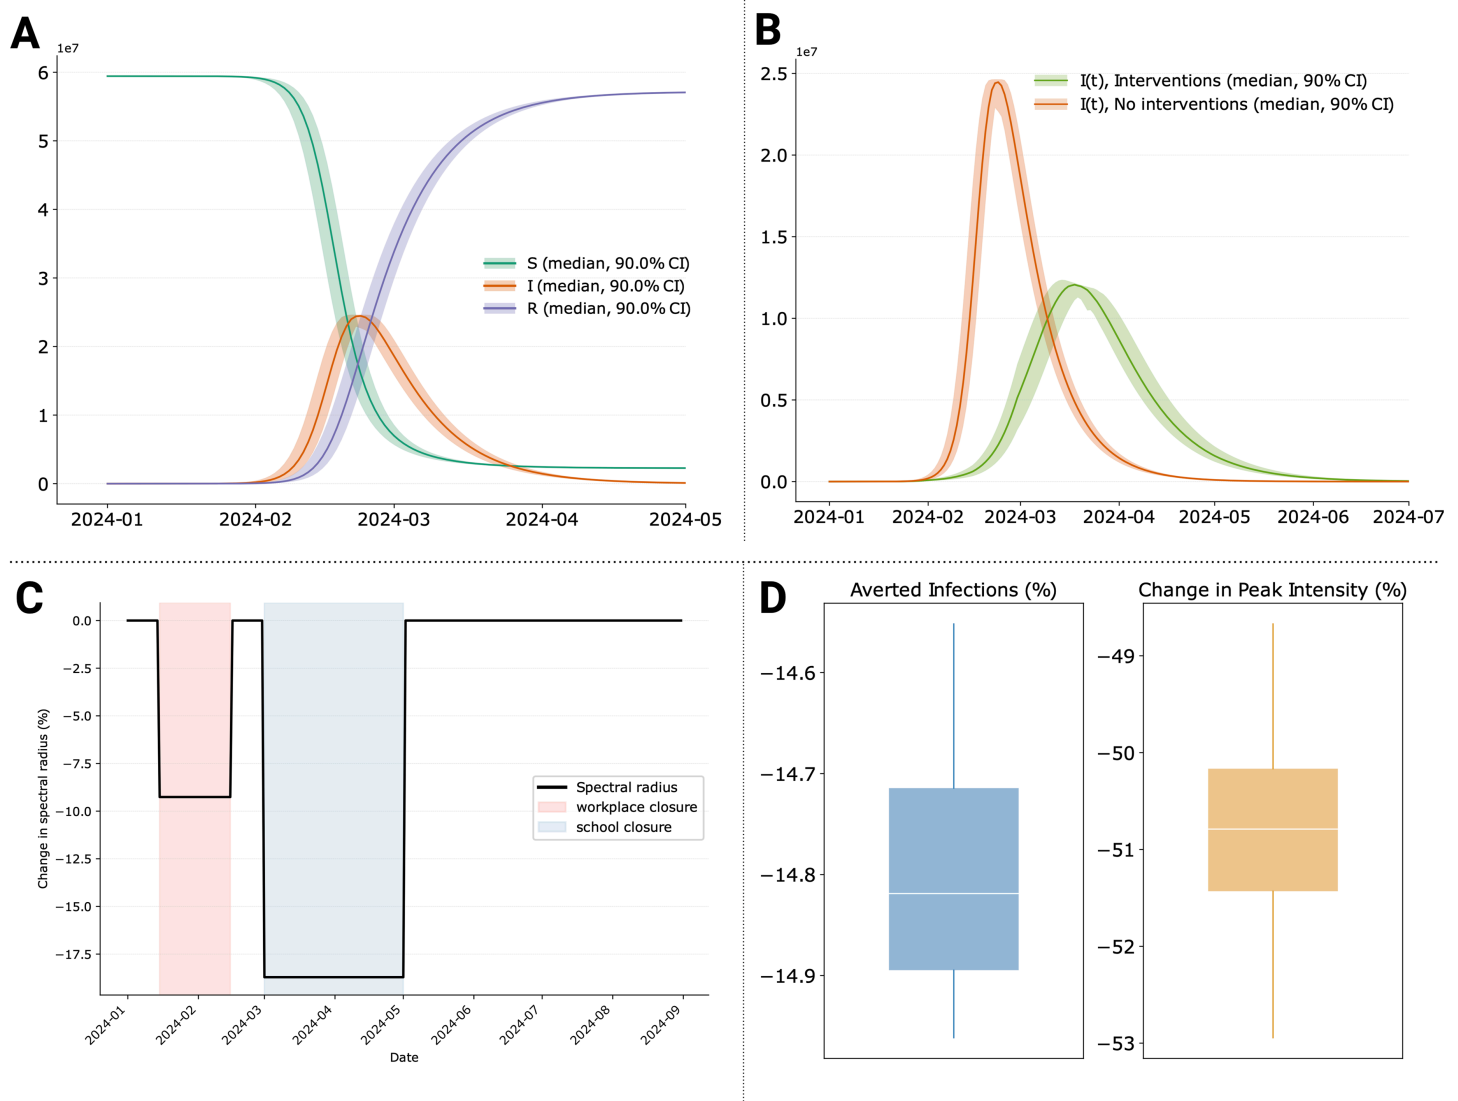 A
1e7
6
5
4
3
2
1
0
S (median, 90.0% CI)
I (median, 90.0% CI)
R (median, 90.0% CI)
2024-01 2024-02 2024-03 2024-04 2024-05
B
1e7
2.5
2.0
1.5
1.0
0.5
0.0
I(t), Interventions (median, 90% CI)
I(t), No interventions (median, 90% CI)
2024-01 2024-02 2024-03 2024-04 2024-05 2024-06 2024-07
C
Change in spectral radius (%)
0.0
−2.5
−5.0
−7.5
−10.0
−12.5
−15.0
−17.5
Spectral radius
workplace closure
school closure
2024-01 2024-02 2024-03 2024-04 2024-05 2024-06 2024-07 2024-08 2024-09
Date
D
Averted Infections (%)
−14.6
−14.7
−14.8
−14.9
Change in Peak Intensity (%)
−49
−50
−51
−52
−53